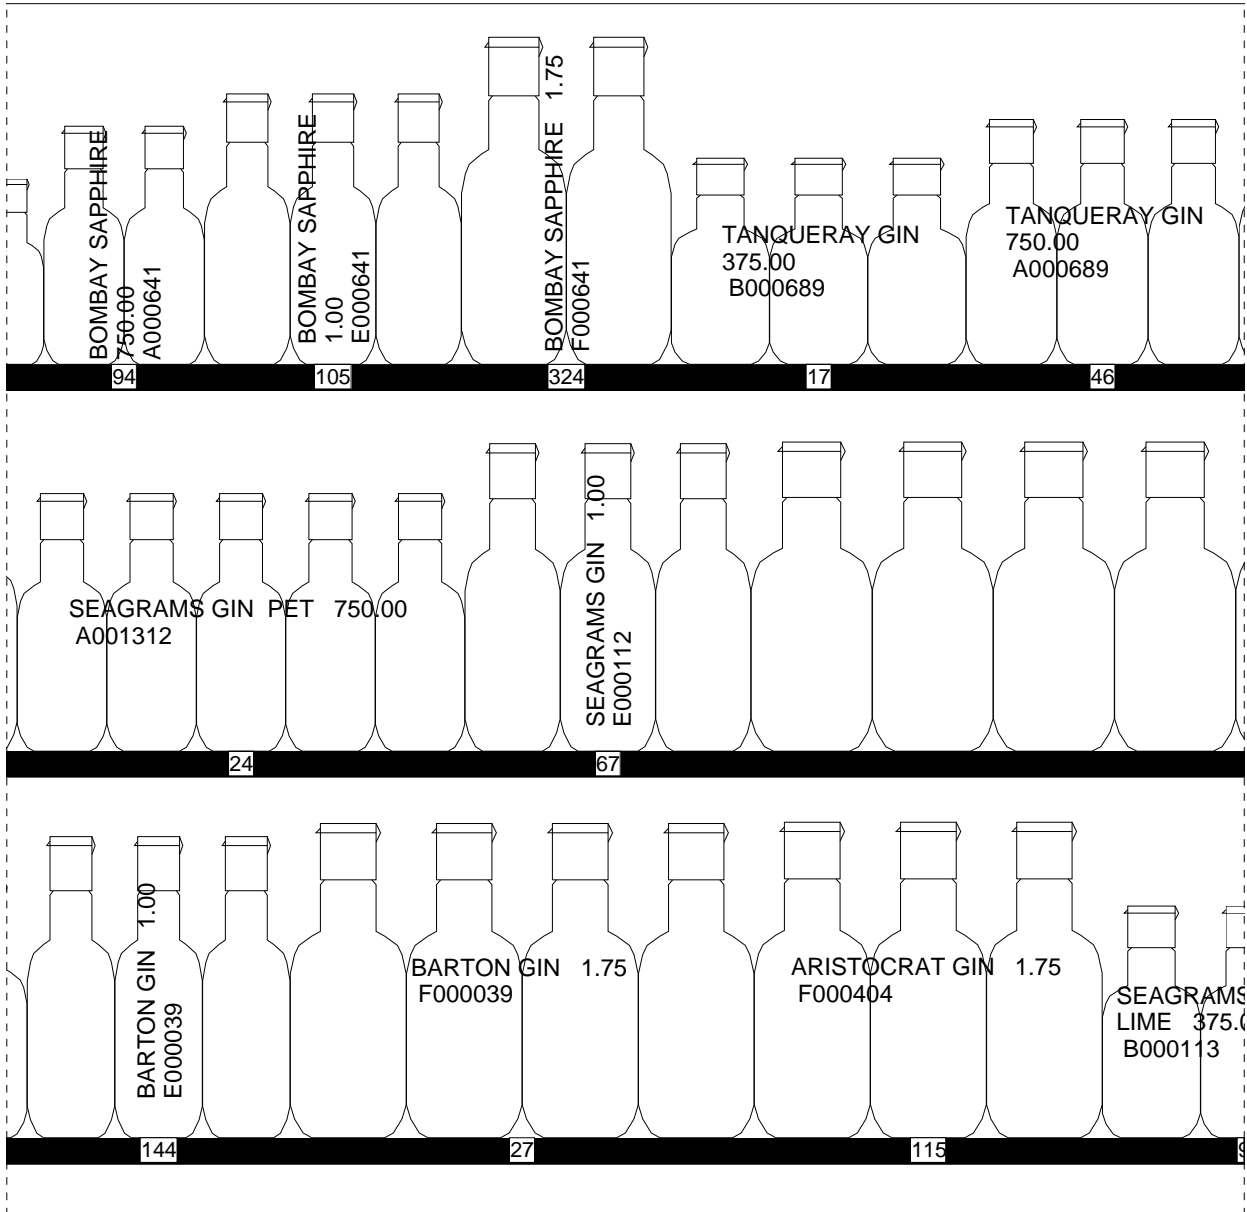 BOMBAY SAPPHIRE
750.00
A000641
BOMBAY SAPPHIRE
1.00
E000641
BOMBAY SAPPHIRE 1.75
F000641
TANQUERAY GIN
375.00
B000689
TANQUERAY GIN
750.00
A000689
94
105
324
17
46
SEAGRAMS GIN PET 750.00
A001312
SEAGRAMS GIN 1.00
E000112
24
67
BARTON GIN 1.00
E000039
BARTON GIN 1.75
F000039
ARISTOCRAT GIN 1.75
F000404
SEAGRAMS
LIME 375.0
B000113
144
27
115